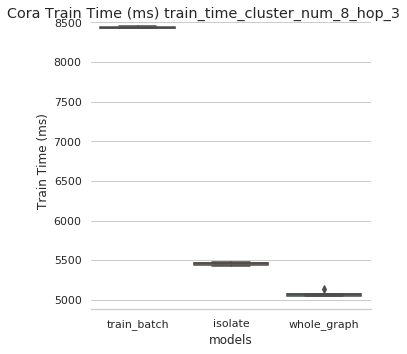 Cora Train Time (ms) train_time_cluster_num_8_hop_3
8500
8000
7500
7000
6500
6000
5500
5000
Train Time (ms)
train_batch isolate whole_graph
models